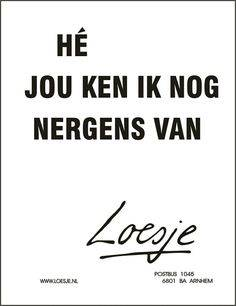 HÉ
JOU KEN IK NOG
NERGENS VAN
Loesje
POSTBUS 1045
WWW.LOESJE.NL 6801 BA ARNHEM